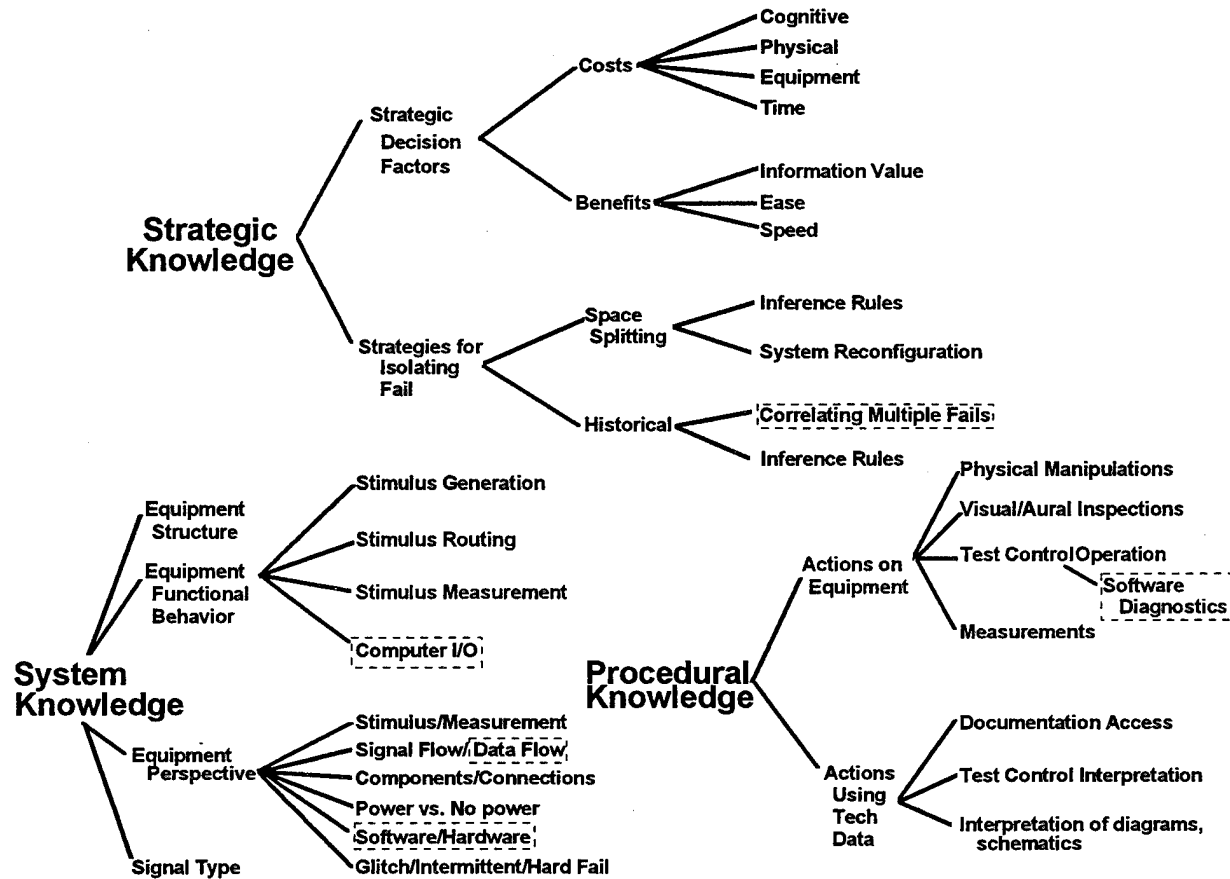 Cognitive
Physical
Equipment
Time
Costs
Strategic
Decision
Factors
Information Value
Ease
Speed
Benefits
Strategic
Knowledge
Inference Rules
System Reconfiguration
Space
Splitting
Strategies for
Isolating
Fail
Historical
Correlating Multiple Fails
Inference Rules
Stimulus Generation
Stimulus Routing
Stimulus Measurement
Computer I/O
Equipment
Structure
Equipment
Functional
Behavior
System
Knowledge
Equipment
Perspective
Stimulus/Measurement
Signal Flow/Data Flow
Components/Connections
Power vs. No power
Software/Hardware
Glitch/Intermittent/Hard Fail
Signal Type
Physical Manipulations
Visual/Aural Inspections
Test Control Operation
Software
Diagnostics
Measurements
Actions on
Equipment
Procedural
Knowledge
Documentation Access
Test Control Interpretation
Interpretation of diagrams,
schematics
Actions
Using
Tech
Data